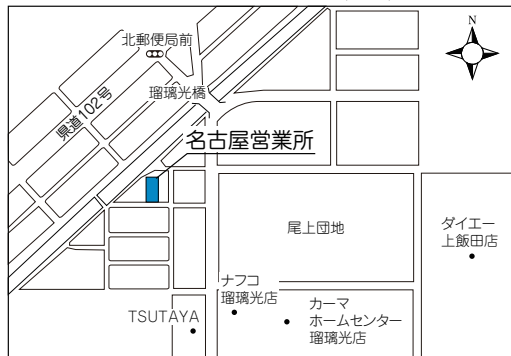 N
北郵便局前
県道102号
瑠璃光橋
名古屋営業所
尾上団地
ダイエー
上飯田店
ナフコ
瑠璃光店
カーマ
ホームセンター
瑠璃光店
TSUTAYA